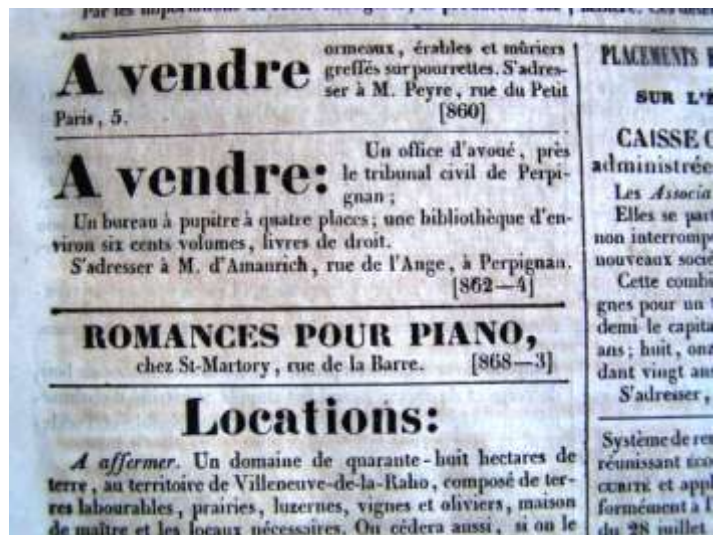 A vendre ormeaux, érables et mûriers
greffés sur pourrettes. S'adres-
ser à M. Peyre, rue du Petit
Paris, 5. [860]
A vendre: Un office d'avoué, près
le tribunal civil de Perpi-
gnan;
Un bureau à pupitre à quatre places; une bibliothèque d'en-
viron six cents volumes, livres de droit.
S'adresser à M. d'Amanrich, rue de l'Ange, à Perpignan.
[862—4]
ROMANCES POUR PIANO,
chez St-Martory, rue de la Barre. [868—3]
Locations:
A affermer. Un domaine de quarante-huit hectares de
terre, au territoire de Villeneuve-de-la-Raho, composé de ter-
res labourables, prairies, luzernes, vignes et oliviers, maison
de maître et les locaux nécessaires. On cédera aussi, si on le
PLACEMENTS
SUR L'É
CAISSE
administrée
Les Associa
Elles se part
non interromp
nouveaux socié
Cette combi
gnes pour un
demi le capita
ans; huit, onz
dant vingt ans
S'adresser,
Système de
réunissant
et appl
formément à l
du 28 juillet